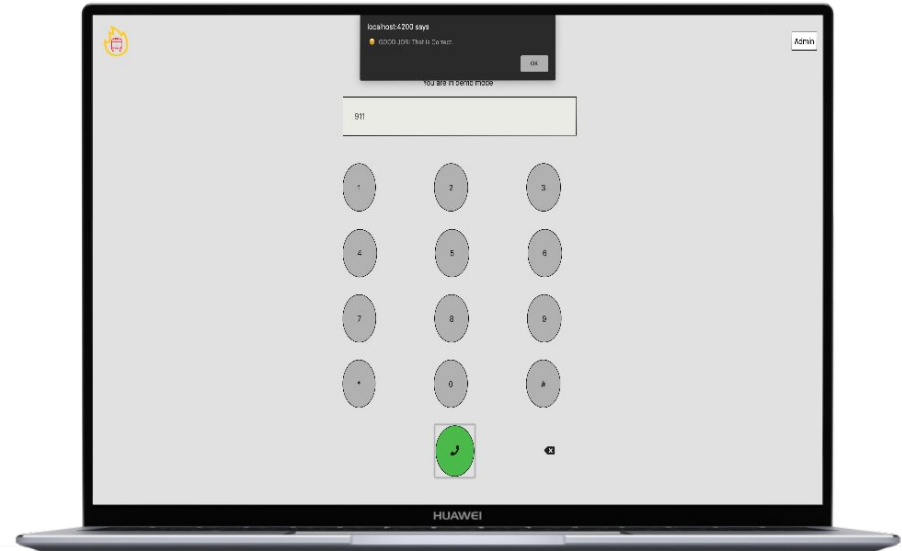 localhost:4200 says
GOOD JOB! That is Correct.
OK
Admin
You are in demo mode
911
1 2 3
4 5 6
7 8 9
* 0 #
HUAWEI